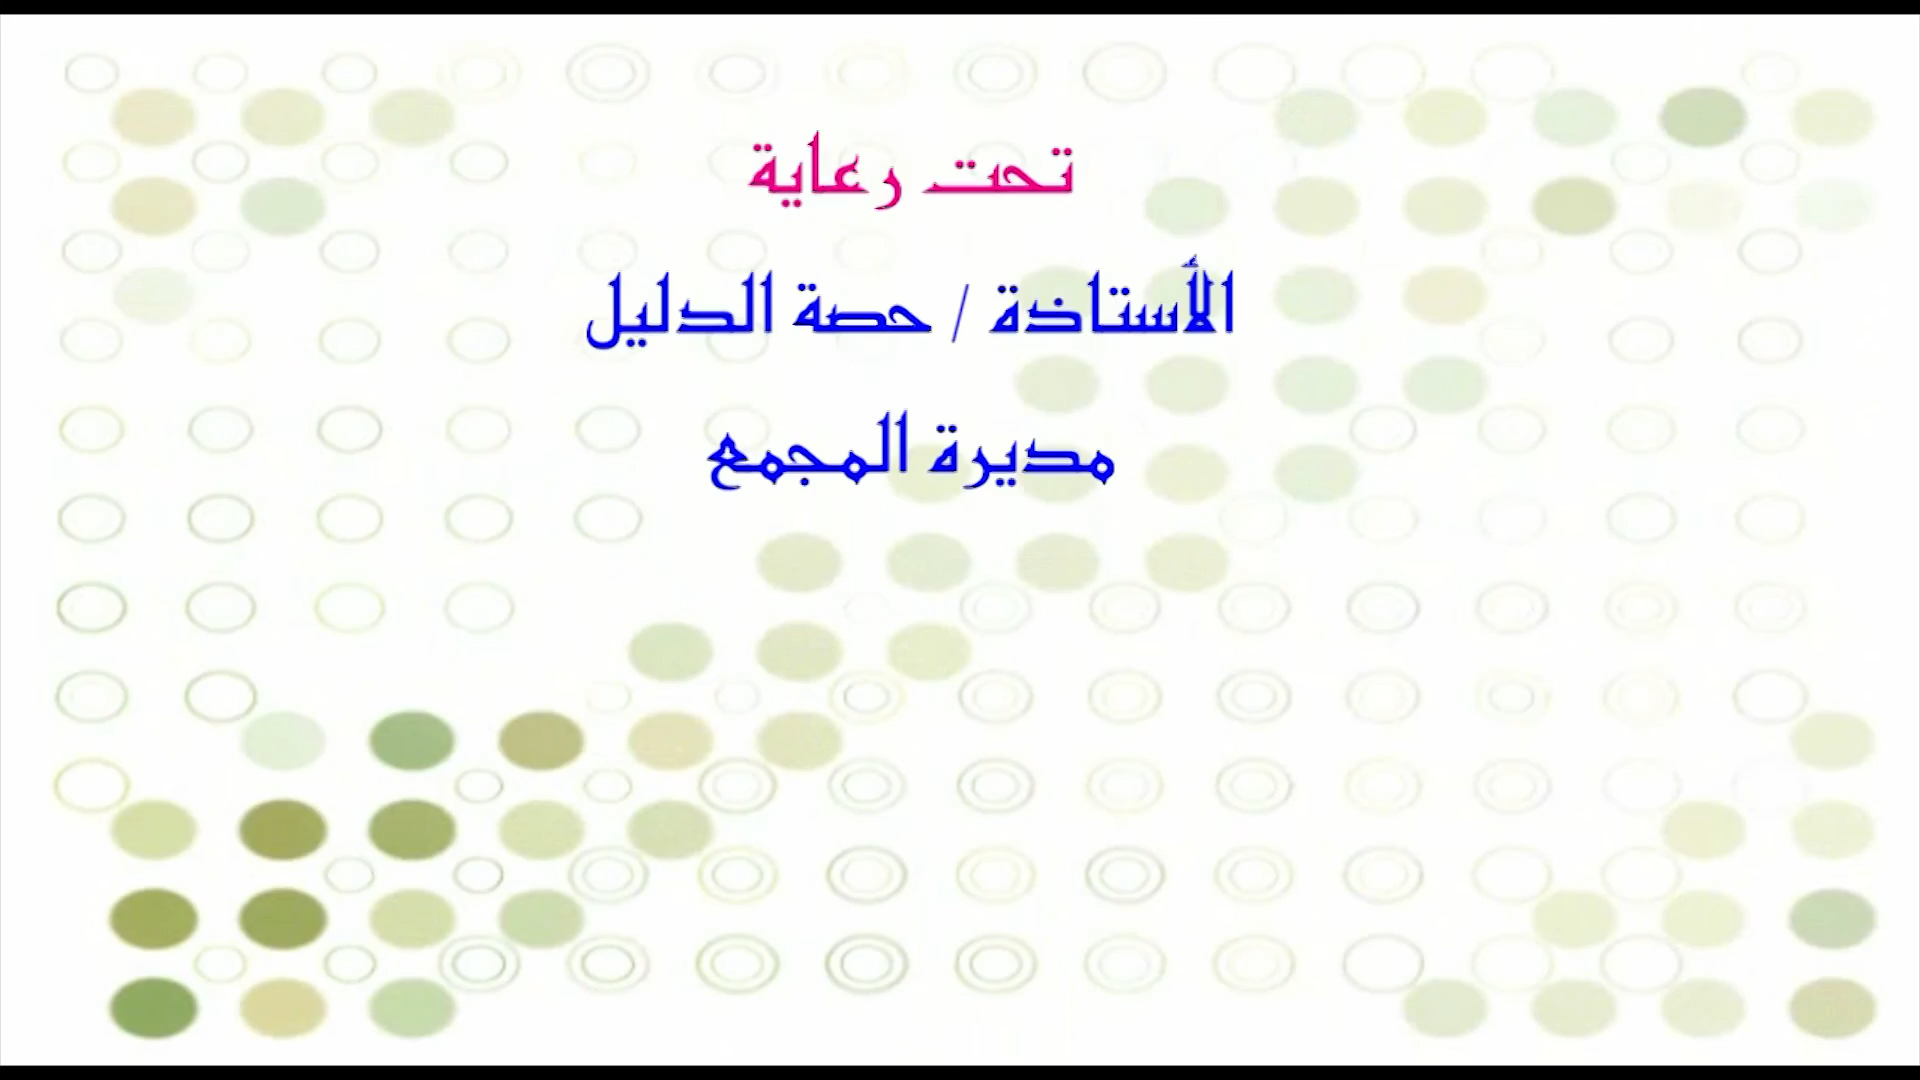 تحت رعاية
الأستاذة / حصة الدليل
مديرة المجمع